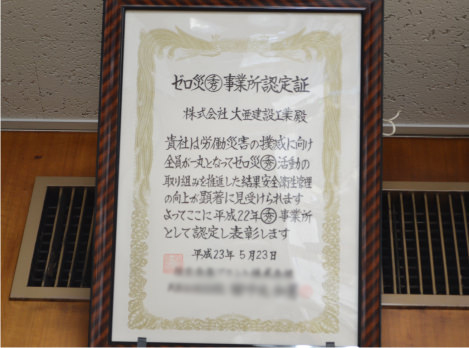 ゼロ災㊙事業所認定証
株式会社 大亜建設工業殿
貴社は労働災害の撲滅に向け
全員が一丸となってゼロ災㊝活動の
取り組みを推進した結果安全衛生管理
の向上が顕著に見受けられます
よってここに平成22年㊝事業所
として認定し表彰します
平成23年5月23日